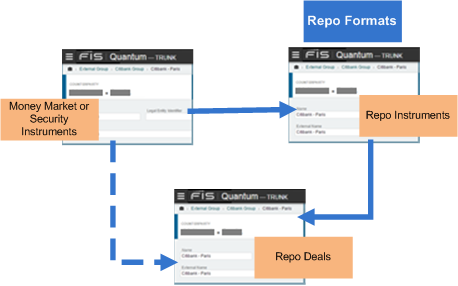 Repo Formats
FIS Quantum — TRUNK
External Group Citibank Group Citibank - Paris
COUNTERPARTY
Legal Entity Identifier
Money Market or
Security
Instruments
FIS Quantum — TRUNK
External Group Citibank Group Citibank - Paris
COUNTERPARTY
Name
Citibank - Paris
External Name
Citibank - Paris
Repo Instruments
FIS Quantum — TRUNK
External Group Citibank Group Citibank - Paris
COUNTERPARTY
Name
Citibank - Paris
External Name
Citibank - Paris
Repo Deals